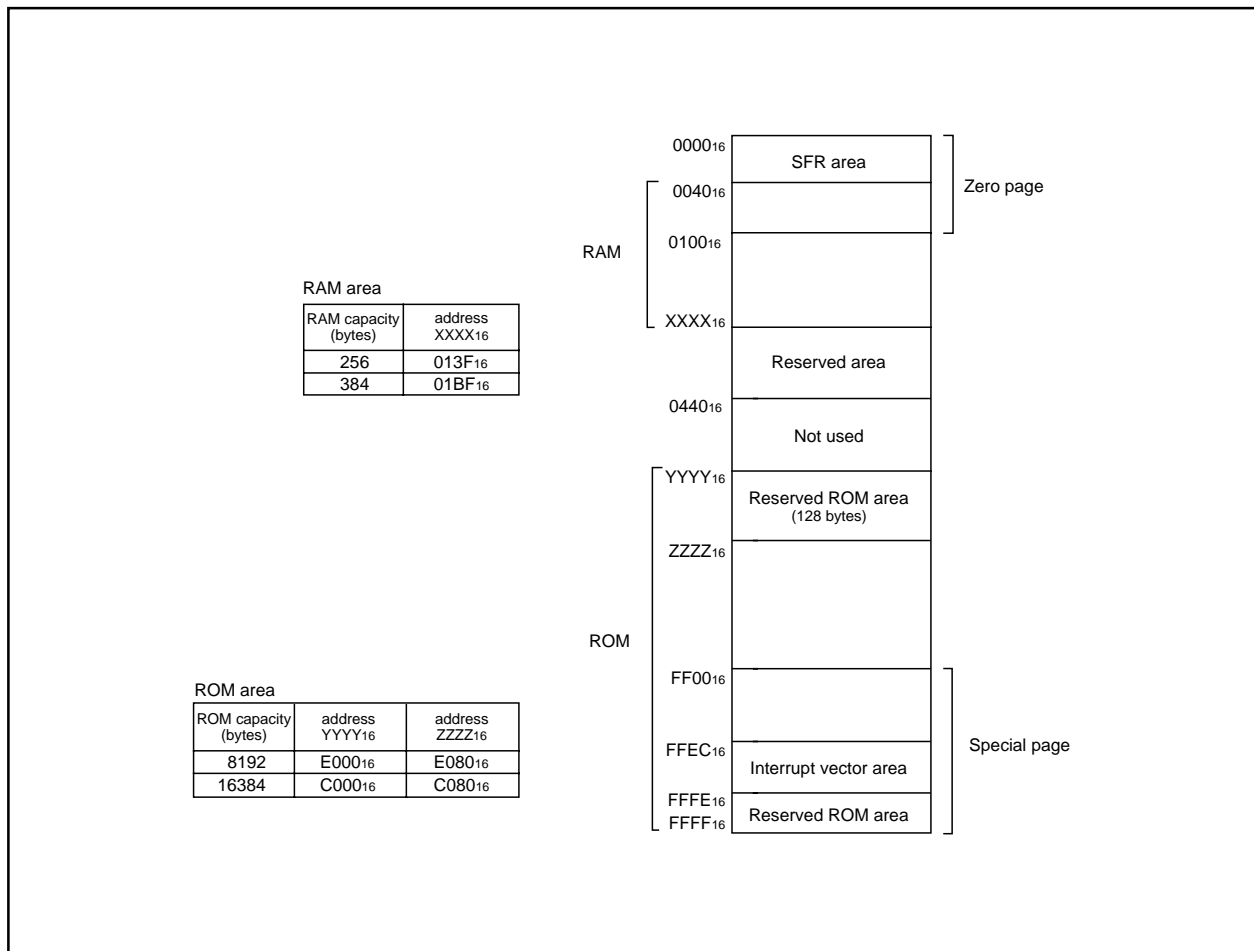 0000₁₆
SFR area
0040₁₆
Zero page
0100₁₆
RAM
XXXX₁₆
Reserved area
0440₁₆
Not used
YYYY₁₆
Reserved ROM area
(128 bytes)
ZZZZ₁₆
ROM
FF00₁₆
FFEC₁₆
Interrupt vector area
Special page
FFFE₁₆
Reserved ROM area
FFFF₁₆
RAM area
RAM capacity (bytes) address XXXX₁₆
256 013F₁₆
384 01BF₁₆
ROM area
ROM capacity (bytes) address YYYY₁₆ address ZZZZ₁₆
8192 E000₁₆ E080₁₆
16384 C000₁₆ C080₁₆